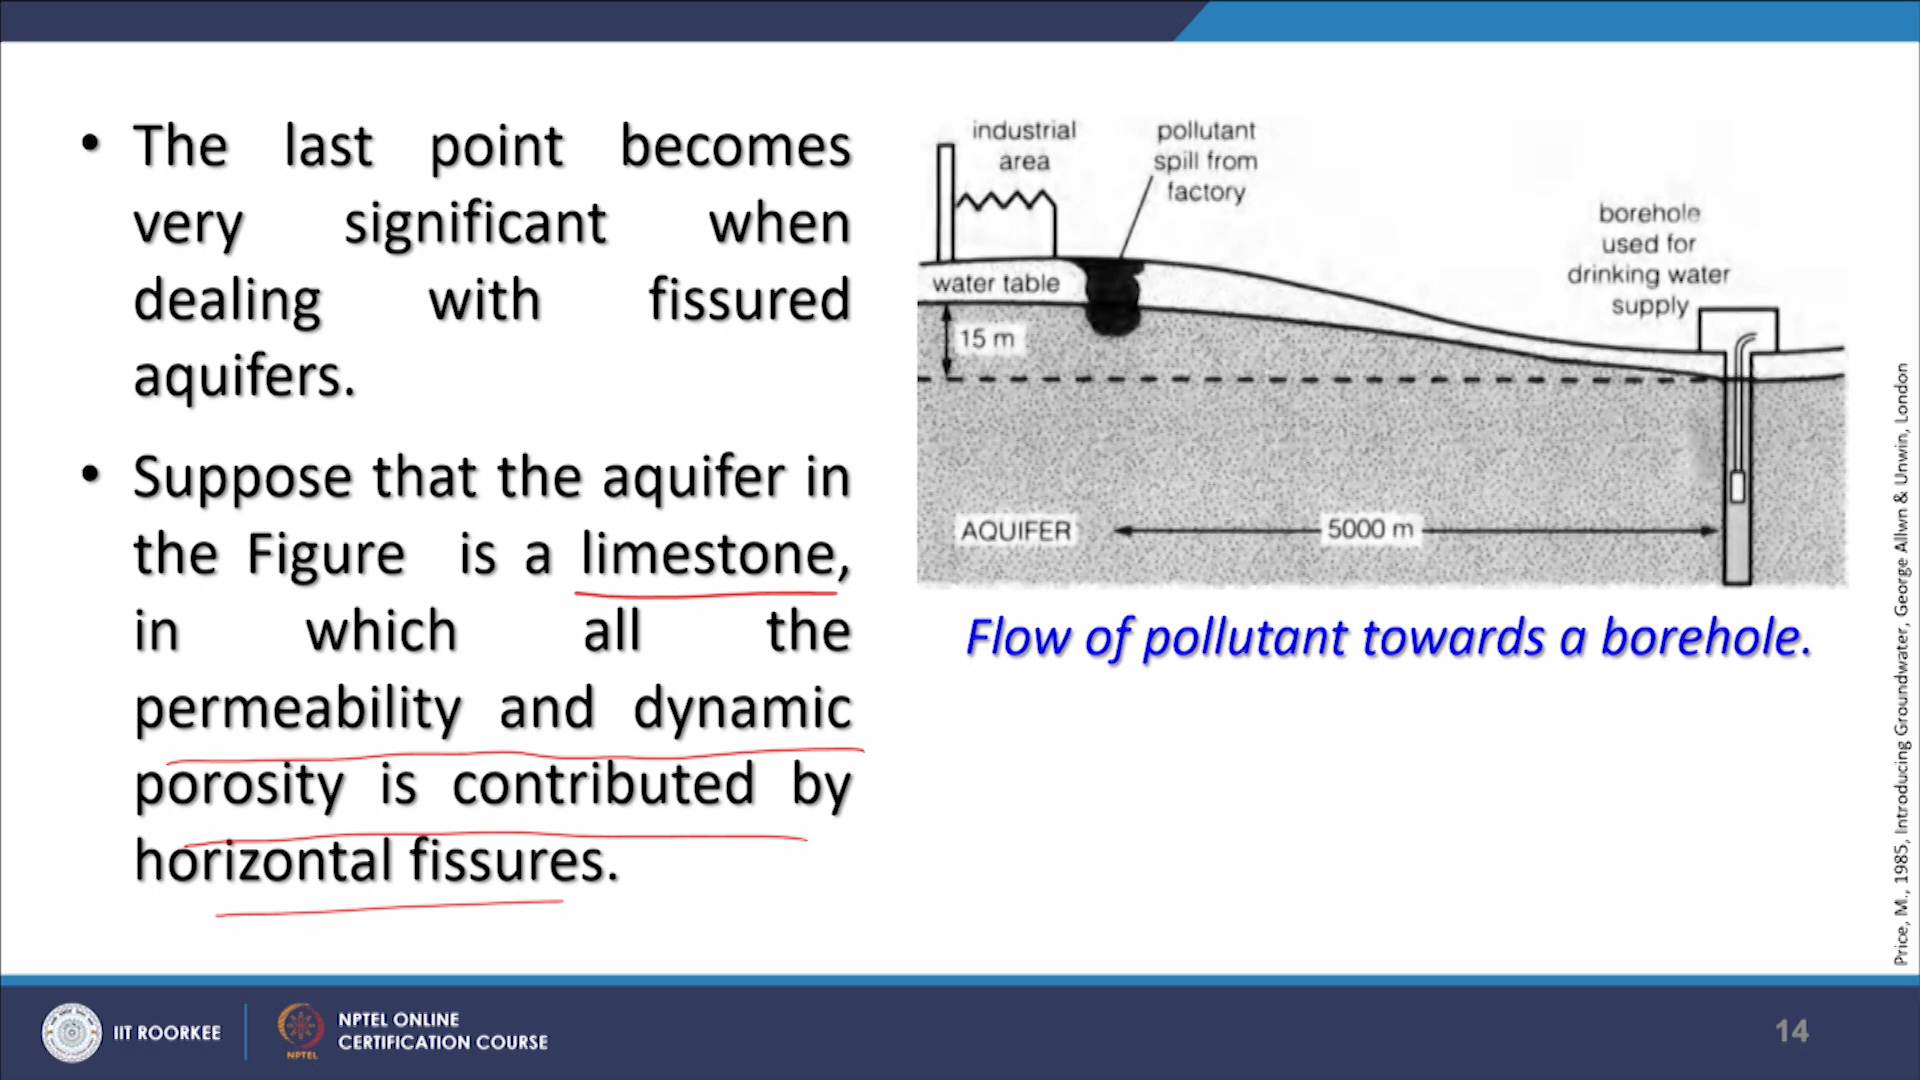 • The last point becomes
very significant when
dealing with fissured
aquifers.
• Suppose that the aquifer in
the Figure is a limestone,
in which all the
permeability and dynamic
porosity is contributed by
horizontal fissures.
industrial
area
pollutant
spill from
factory
borehole
used for
drinking water
supply
water table
15 m
AQUIFER
5000 m
Flow of pollutant towards a borehole.
Price, M., 1985, Introducing Groundwater, George Allwn & Unwin, London
IIT ROORKEE
NPTEL
NPTEL ONLINE
CERTIFICATION COURSE
14